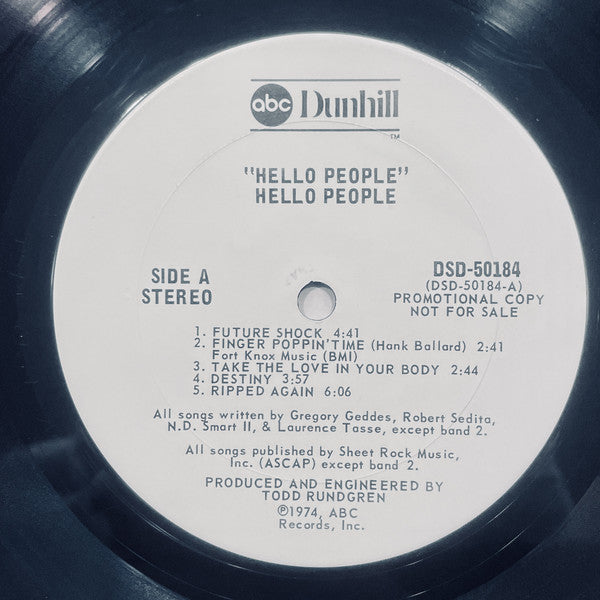 abc Dunhill
TM
"HELLO PEOPLE"
HELLO PEOPLE
SIDE A
STEREO
DSD-50184
(DSD-50184-A)
PROMOTIONAL COPY
NOT FOR SALE
1. FUTURE SHOCK 4:41
2. FINGER POPPIN'TIME (Hank Ballard) 2:41
Fort Knox Music (BMI)
3. TAKE THE LOVE IN YOUR BODY 2:44
4. DESTINY 3:57
5. RIPPED AGAIN 6:06
All songs written by Gregory Geddes, Robert Sedita,
N.D. Smart II, & Laurence Tasse, except band 2.
All songs published by Sheet Rock Music,
Inc. (ASCAP) except band 2.
PRODUCED AND ENGINEERED BY
TODD RUNDGREN
℗1974, ABC
Records, Inc.